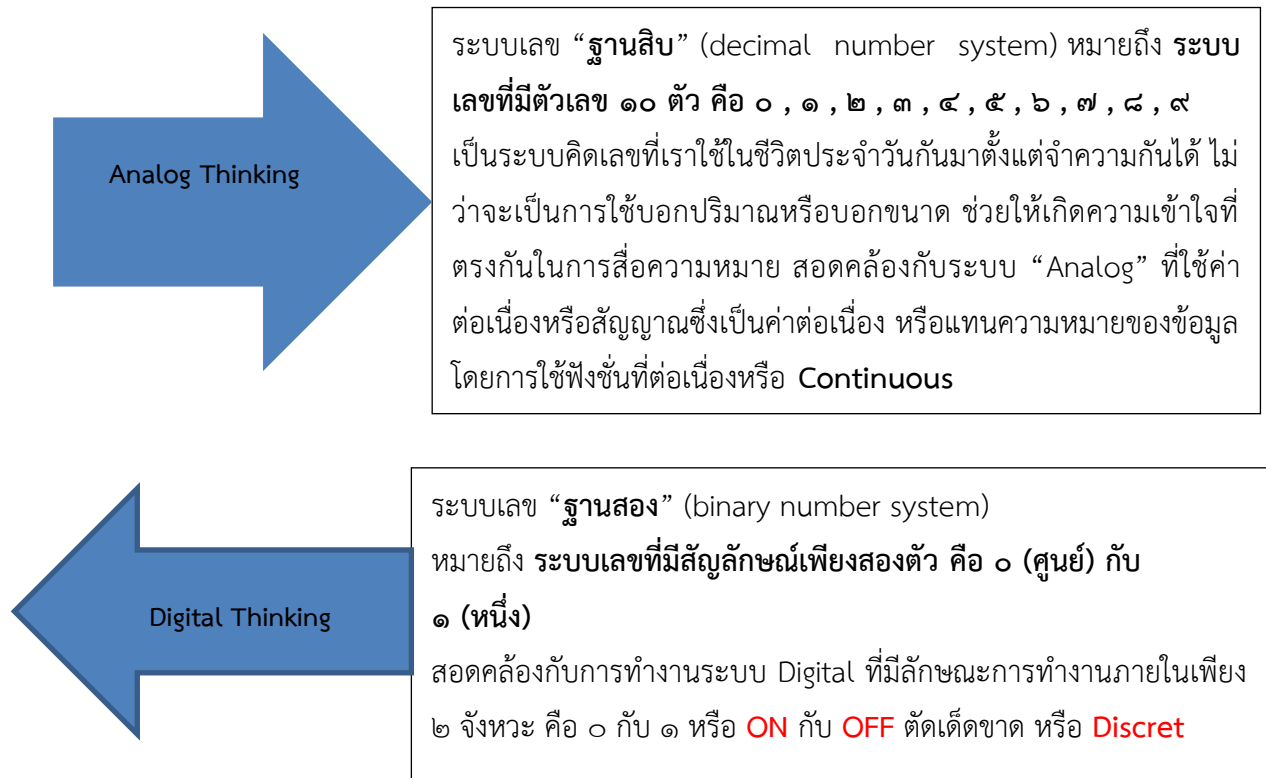 Analog Thinking
ระบบเลข “ฐานสิบ” (decimal number system) หมายถึง ระบบ
เลขที่มีตัวเลข ๑๐ ตัว คือ ๐ , ๑ , ๒ , ๓ , ๔ , ๕ , ๖ , ๗ , ๘ , ๙
เป็นระบบคิดเลขที่เราใช้ในชีวิตประจำวันกันมาตั้งแต่จำความกันได้ ไม่
ว่าจะเป็นการใช้บอกปริมาณหรือบอกขนาด ช่วยให้เกิดความเข้าใจที่
ตรงกันในการสื่อความหมาย สอดคล้องกับระบบ “Analog” ที่ใช้ค่า
ต่อเนื่องหรือสัญญาณซึ่งเป็นค่าต่อเนื่อง หรือแทนความหมายของข้อมูล
โดยการใช้ฟังชั่นที่ต่อเนื่องหรือ Continuous
Digital Thinking
ระบบเลข “ฐานสอง” (binary number system)
หมายถึง ระบบเลขที่มีสัญลักษณ์เพียงสองตัว คือ ๐ (ศูนย์) กับ
๑ (หนึ่ง)
สอดคล้องกับการทำงานระบบ Digital ที่มีลักษณะการทำงานภายในเพียง
๒ จังหวะ คือ ๐ กับ ๑ หรือ ON กับ OFF ตัดเด็ดขาด หรือ Discret